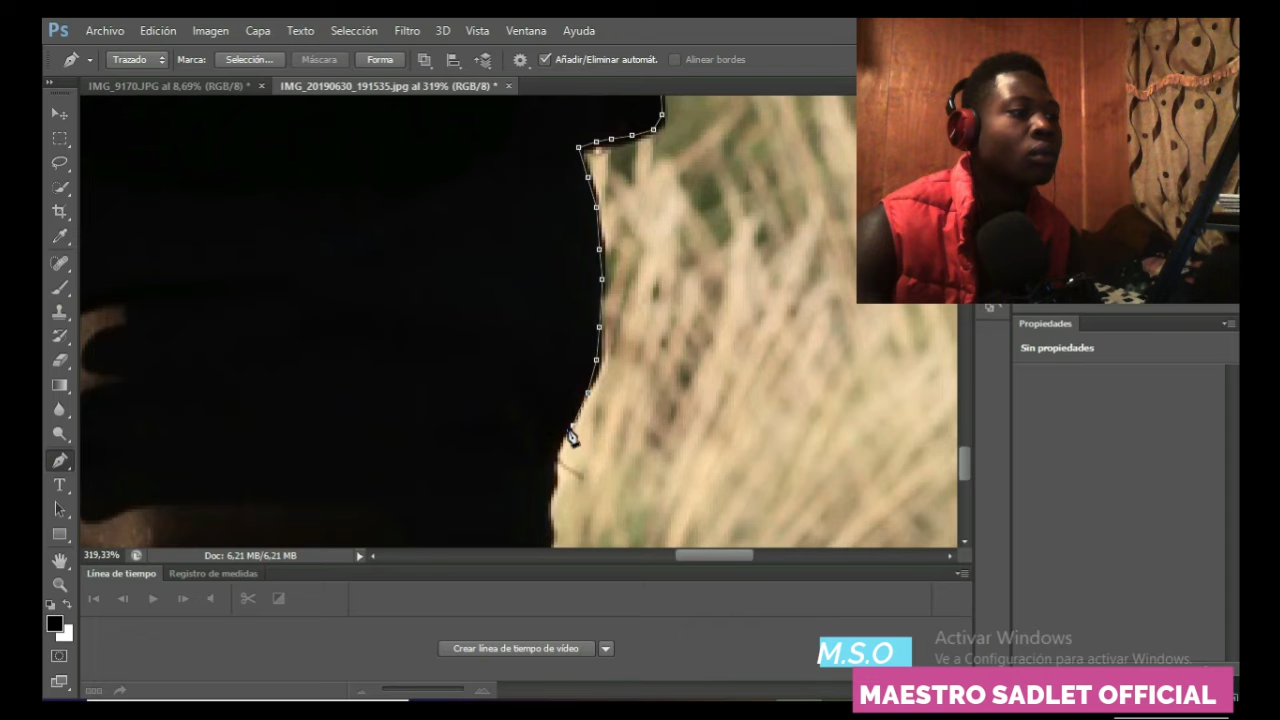 Ps Archivo Edición Imagen Capa Texto Selección Filtro 3D Vista Ventana Ayuda
Trazado Marca: Selección... Máscara Forma Añadir/Eliminar automát. Alinear bordes
IMG_9170.JPG al 8,69% (RGB/8) * × IMG_20190630_191535.jpg al 319% (RGB/8) * ×
Propiedades
Sin propiedades
T
319,33% Doc: 6,21 MB/6,21 MB
Línea de tiempo Registro de medidas
Crear línea de tiempo de vídeo
M.S.O
Activar Windows
Ve a Configuración para activar Windows.
MAESTRO SADLET OFFICIAL